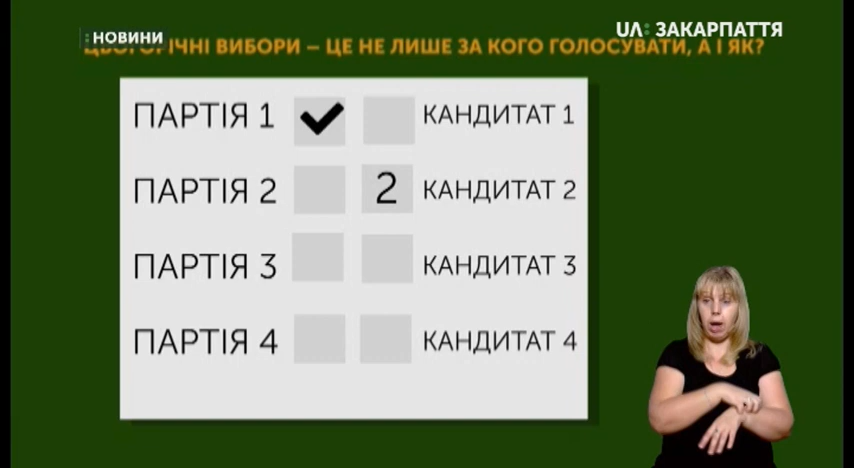 НОВИНИ
UA: ЗАКАРПАТТЯ
ЦЬОГОРІЧНІ ВИБОРИ – ЦЕ НЕ ЛИШЕ ЗА КОГО ГОЛОСУВАТИ, А І ЯК?
ПАРТІЯ 1 КАНДИТАТ 1
ПАРТІЯ 2 2 КАНДИТАТ 2
ПАРТІЯ 3 КАНДИТАТ 3
ПАРТІЯ 4 КАНДИТАТ 4